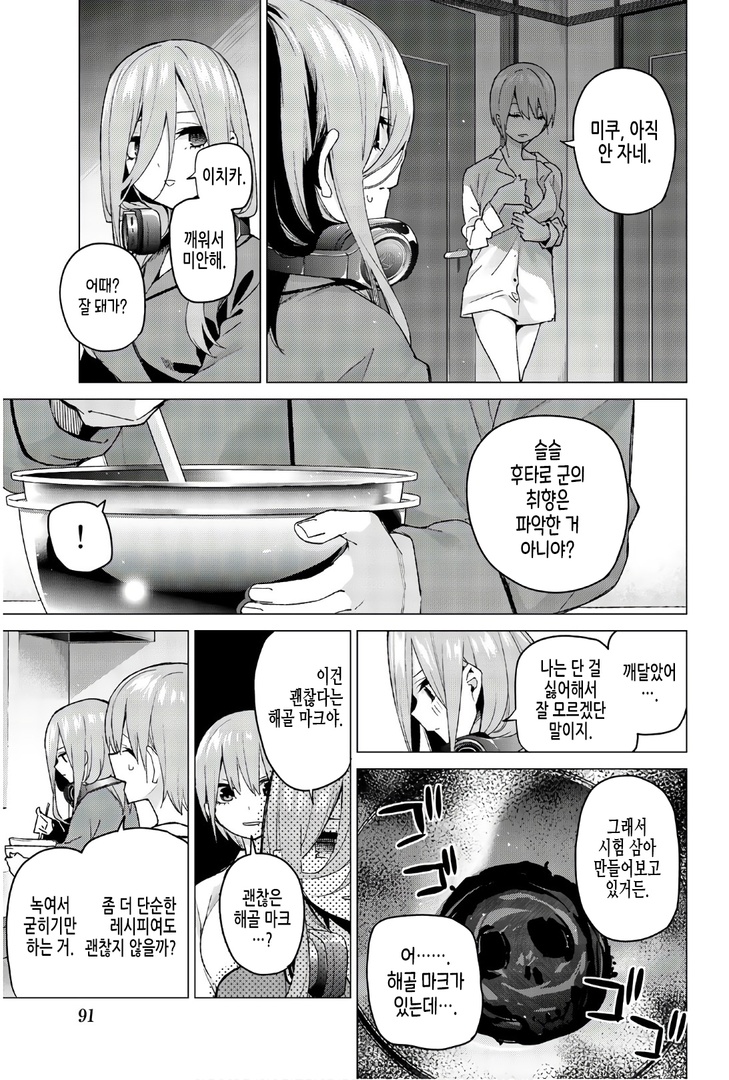 미쿠, 아직
안 자네.
이치카.
깨워서
미안해.
어때?
잘 돼가?
슬슬
후타로 군의
취향은
파악한 거
아니야?
!
깨달았어
….
나는 단 걸
싫어해서
잘 모르겠단
말이지.
그래서
시험 삼아
만들어보고
있거든.
고고
고고
어…….
해골 마크가
있는데….
이건
괜찮다는
해골 마크야.
괜찮은
해골 마크
…?
좀 더 단순한
레시피여도
괜찮지 않을까?
녹여서
굳히기만
하는 거.
91